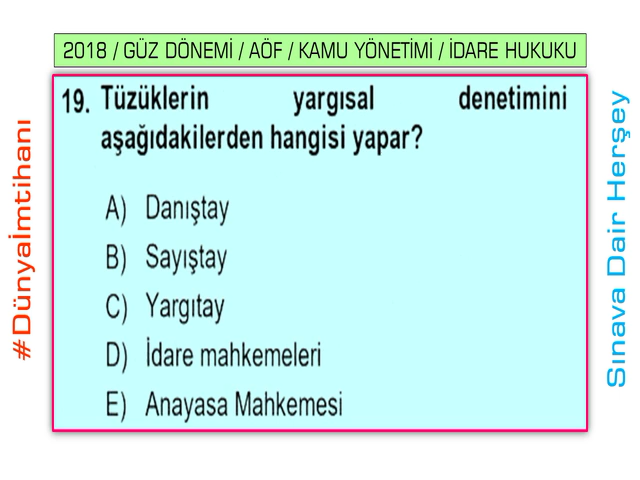 2018 / GÜZ DÖNEMİ / AÖF / KAMU YÖNETİMİ / İDARE HUKUKU
#Dünyaİmtihanı
19. Tüzüklerin yargısal denetimini
aşağıdakilerden hangisi yapar?
A) Danıştay
B) Sayıştay
C) Yargıtay
D) İdare mahkemeleri
E) Anayasa Mahkemesi
Sınava Dair Herşey